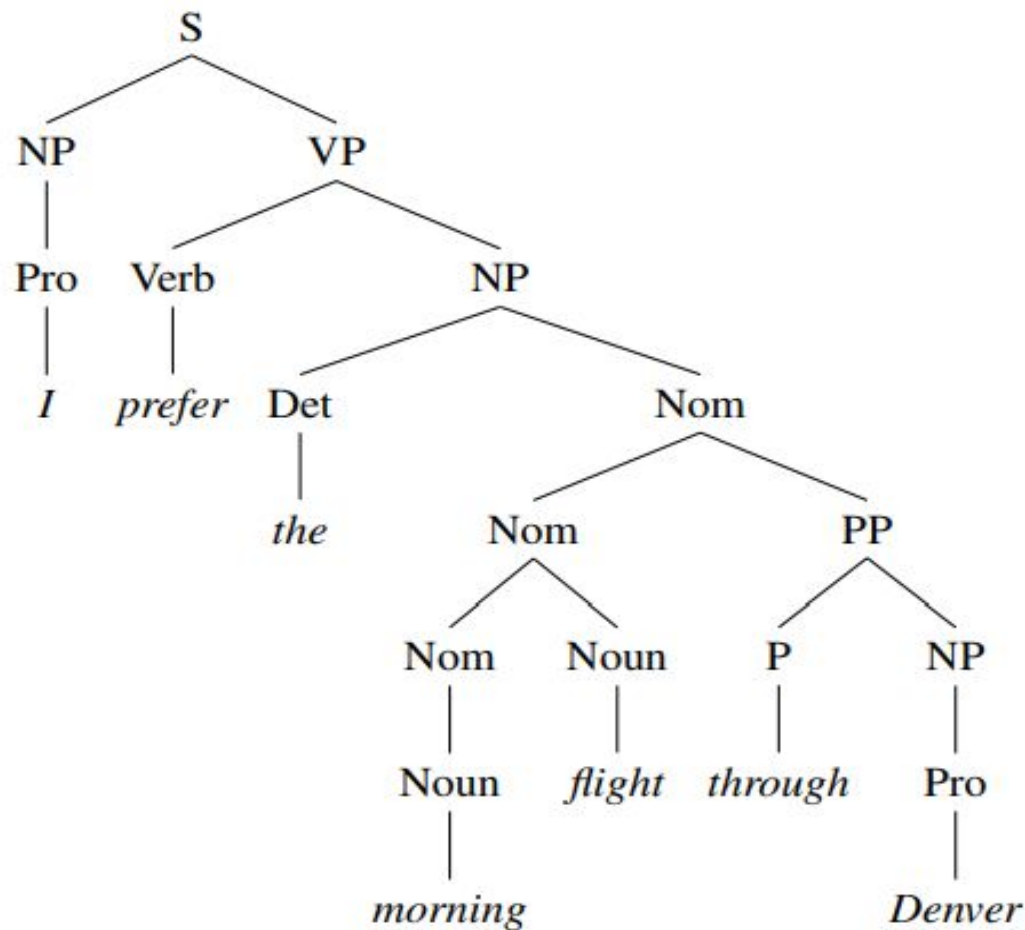 S
NP VP
Pro Verb NP
I prefer Det Nom
the Nom PP
Nom Noun P NP
Noun flight through Pro
morning Denver